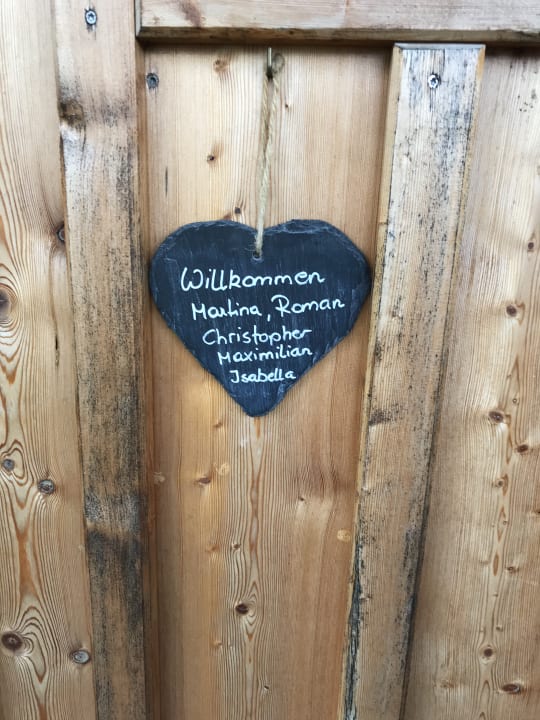 Willkommen
Martina, Roman
Christopher
Maximilian
Isabella